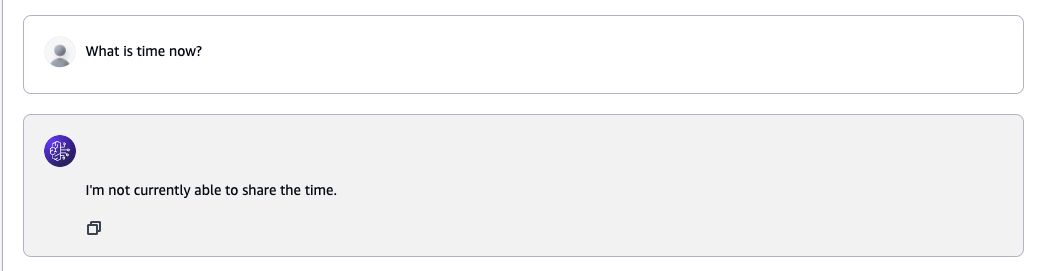 What is time now?
I'm not currently able to share the time.